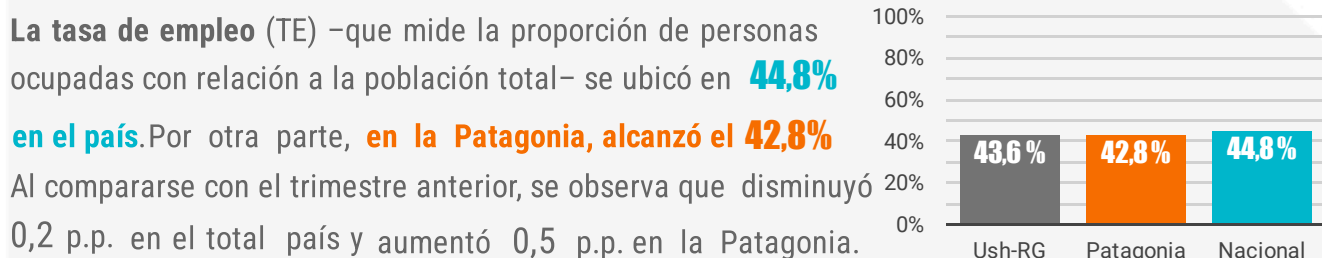 La tasa de empleo (TE) –que mide la proporción de personas
ocupadas con relación a la población total– se ubicó en 44,8%
en el país.Por otra parte, en la Patagonia, alcanzó el 42,8%
Al compararse con el trimestre anterior, se observa que disminuyó
0,2 p.p. en el total país y aumentó 0,5 p.p. en la Patagonia.
100%
80%
60%
40%
20%
0%
43,6 %
42,8 %
44,8 %
Ush-RG Patagonia Nacional